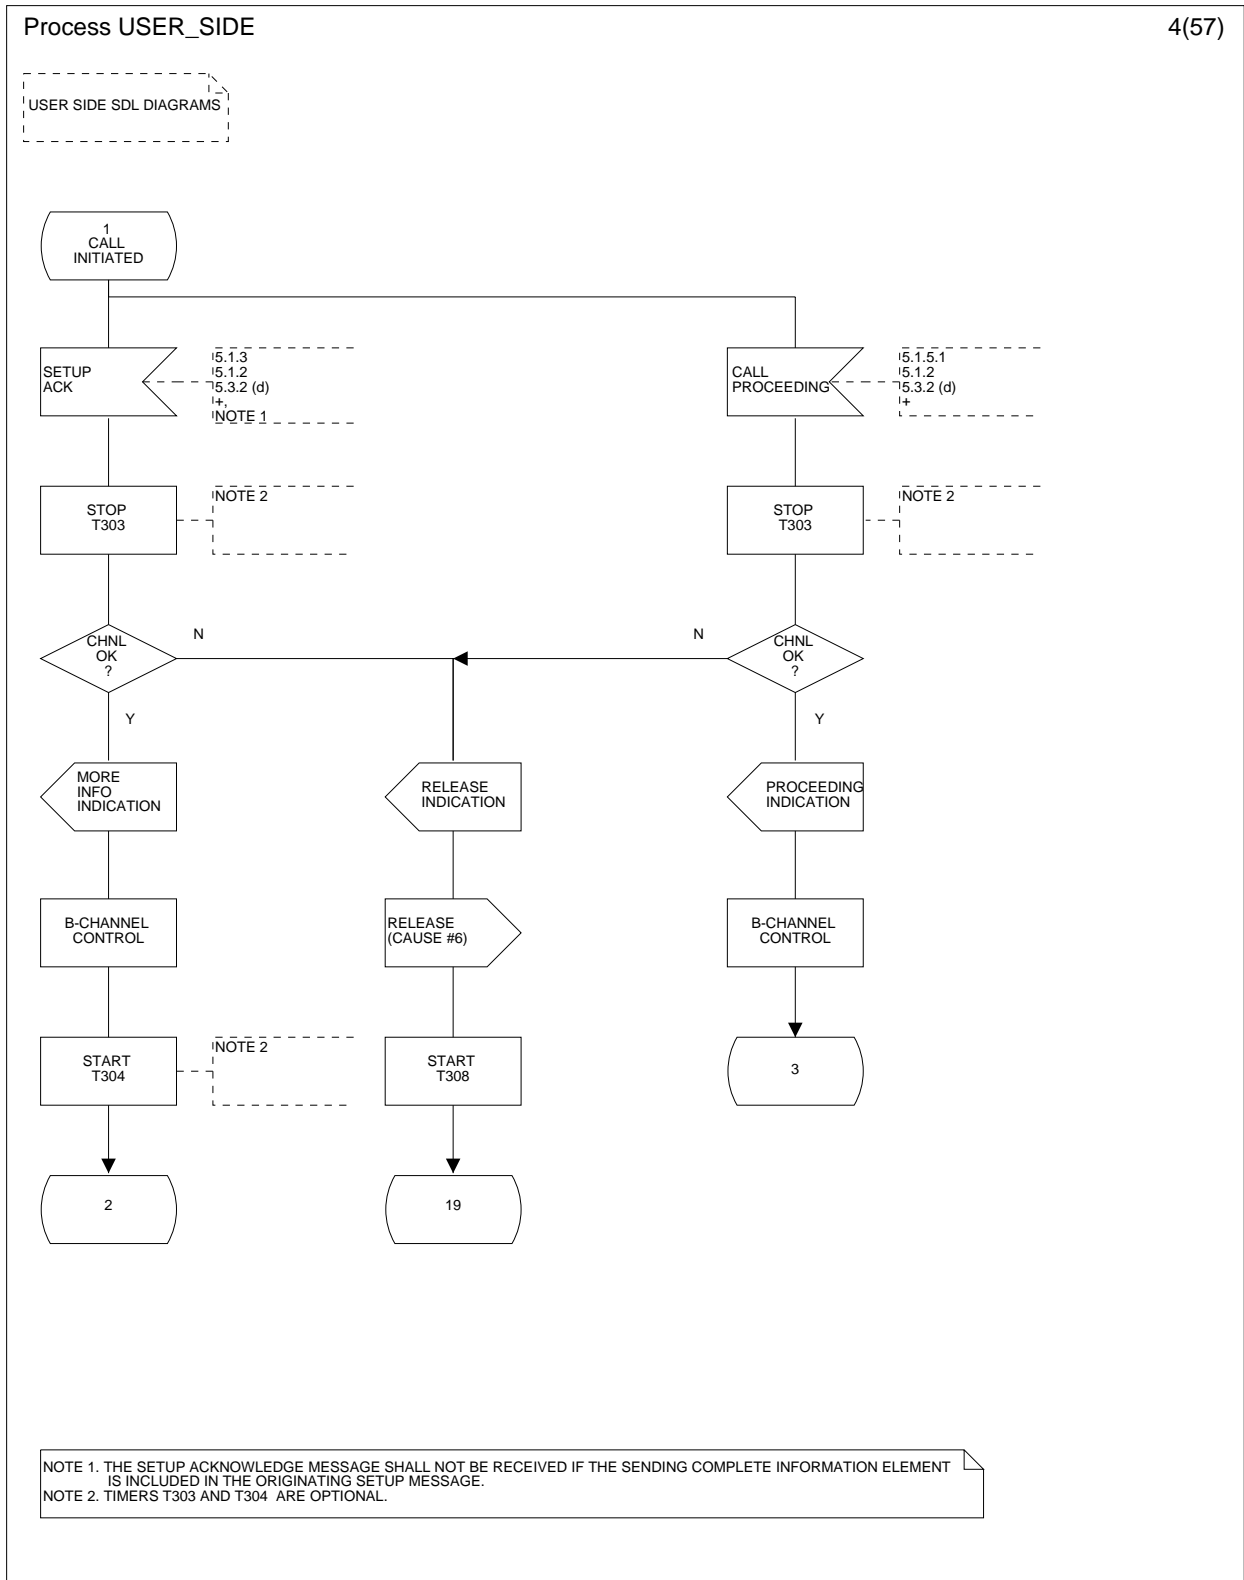 Process USER_SIDE
4(57)
USER SIDE SDL DIAGRAMS
1
CALL
INITIATED
SETUP
ACK
5.1.3
5.1.2
5.3.2 (d)
+,
NOTE 1
CALL
PROCEEDING
5.1.5.1
5.1.2
5.3.2 (d)
+
STOP
T303
NOTE 2
STOP
T303
NOTE 2
CHNL
OK
?
N
N
CHNL
OK
?
Y
Y
MORE
INFO
INDICATION
RELEASE
INDICATION
PROCEEDING
INDICATION
B-CHANNEL
CONTROL
RELEASE
(CAUSE #6)
B-CHANNEL
CONTROL
START
T304
NOTE 2
START
T308
3
2
19
NOTE 1. THE SETUP ACKNOWLEDGE MESSAGE SHALL NOT BE RECEIVED IF THE SENDING COMPLETE INFORMATION ELEMENT
IS INCLUDED IN THE ORIGINATING SETUP MESSAGE.
NOTE 2. TIMERS T303 AND T304 ARE OPTIONAL.